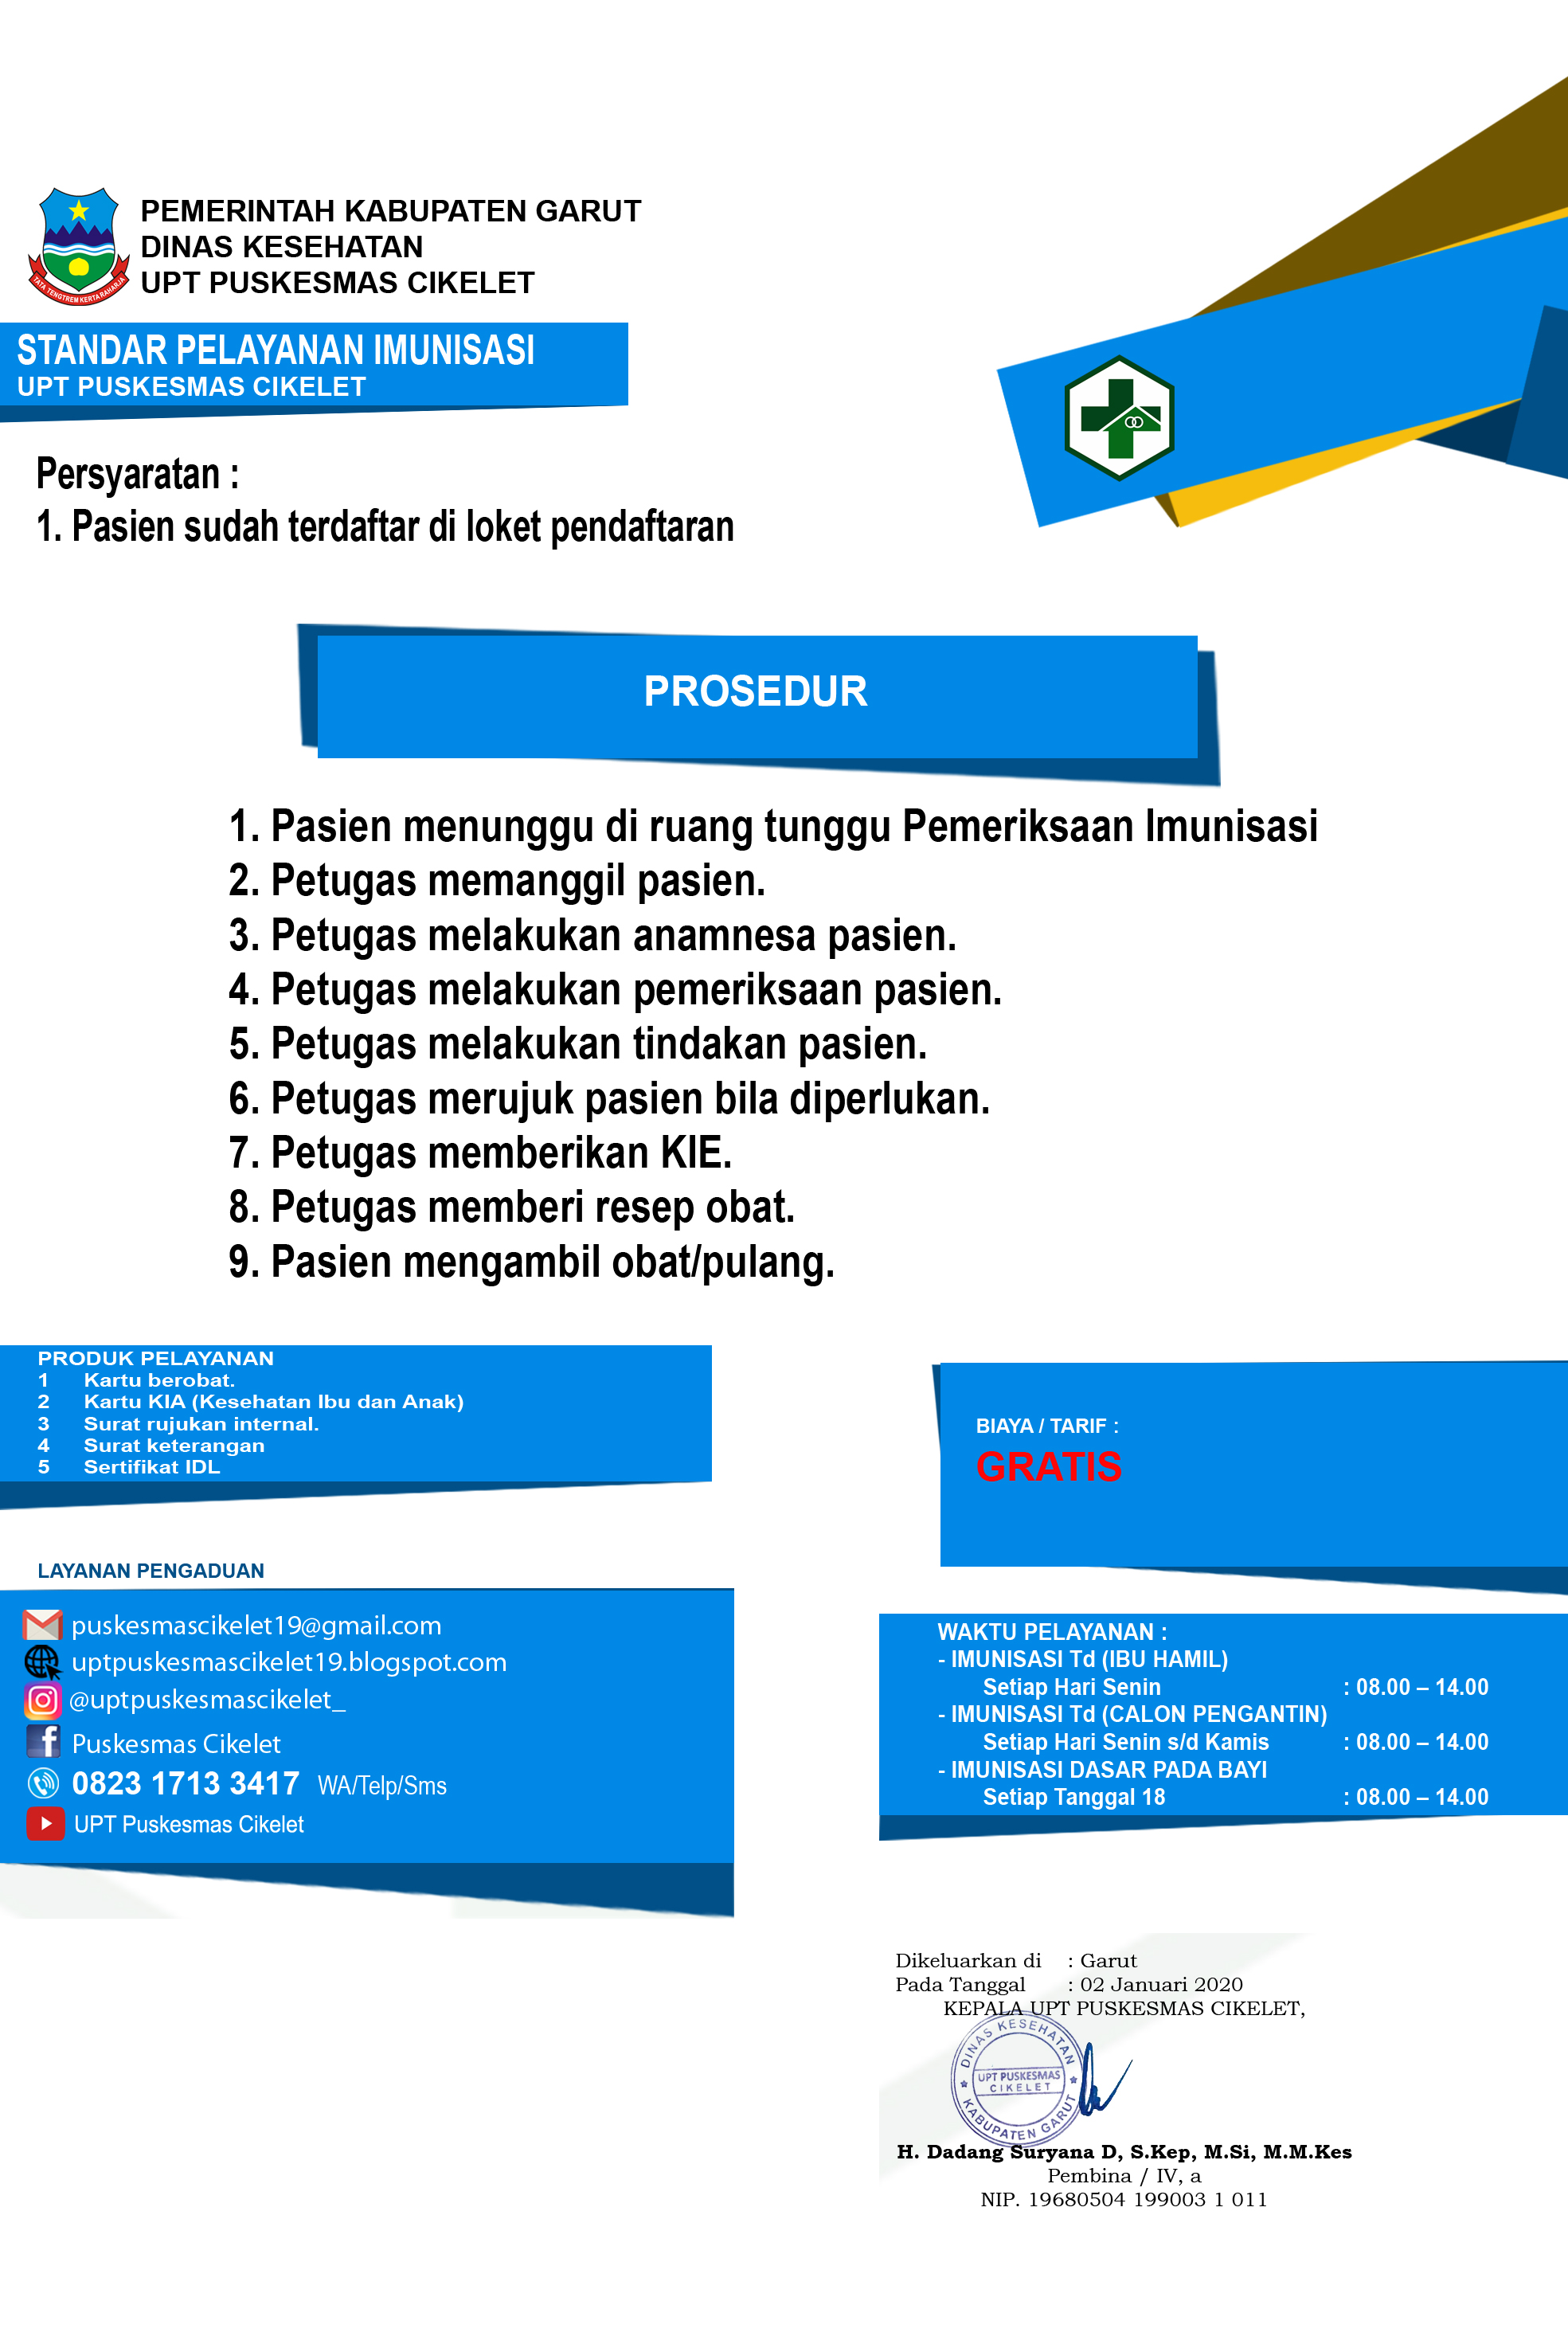 PEMERINTAH KABUPATEN GARUT
DINAS KESEHATAN
UPT PUSKESMAS CIKELET
TATA TENGTREM KERTA RAHARJA
STANDAR PELAYANAN IMUNISASI
UPT PUSKESMAS CIKELET
Persyaratan :
1. Pasien sudah terdaftar di loket pendaftaran
PROSEDUR
1. Pasien menunggu di ruang tunggu Pemeriksaan Imunisasi
2. Petugas memanggil pasien.
3. Petugas melakukan anamnesa pasien.
4. Petugas melakukan pemeriksaan pasien.
5. Petugas melakukan tindakan pasien.
6. Petugas merujuk pasien bila diperlukan.
7. Petugas memberikan KIE.
8. Petugas memberi resep obat.
9. Pasien mengambil obat/pulang.
PRODUK PELAYANAN
1 Kartu berobat.
2 Kartu KIA (Kesehatan Ibu dan Anak)
3 Surat rujukan internal.
4 Surat keterangan
5 Sertifikat IDL
BIAYA / TARIF :
GRATIS
LAYANAN PENGADUAN
puskesmascikelet19@gmail.com
uptpuskesmascikelet19.blogspot.com
@uptpuskesmascikelet_
Puskesmas Cikelet
0823 1713 3417 WA/Telp/Sms
UPT Puskesmas Cikelet
WAKTU PELAYANAN :
- IMUNISASI Td (IBU HAMIL)
Setiap Hari Senin : 08.00 – 14.00
- IMUNISASI Td (CALON PENGANTIN)
Setiap Hari Senin s/d Kamis : 08.00 – 14.00
- IMUNISASI DASAR PADA BAYI
Setiap Tanggal 18 : 08.00 – 14.00
Dikeluarkan di : Garut
Pada Tanggal : 02 Januari 2020
KEPALA UPT PUSKESMAS CIKELET,
DINAS KESEHATAN
UPT PUSKESMAS
CIKELET
KABUPATEN GARUT
H. Dadang Suryana D, S.Kep, M.Si, M.M.Kes
Pembina / IV, a
NIP. 19680504 199003 1 011